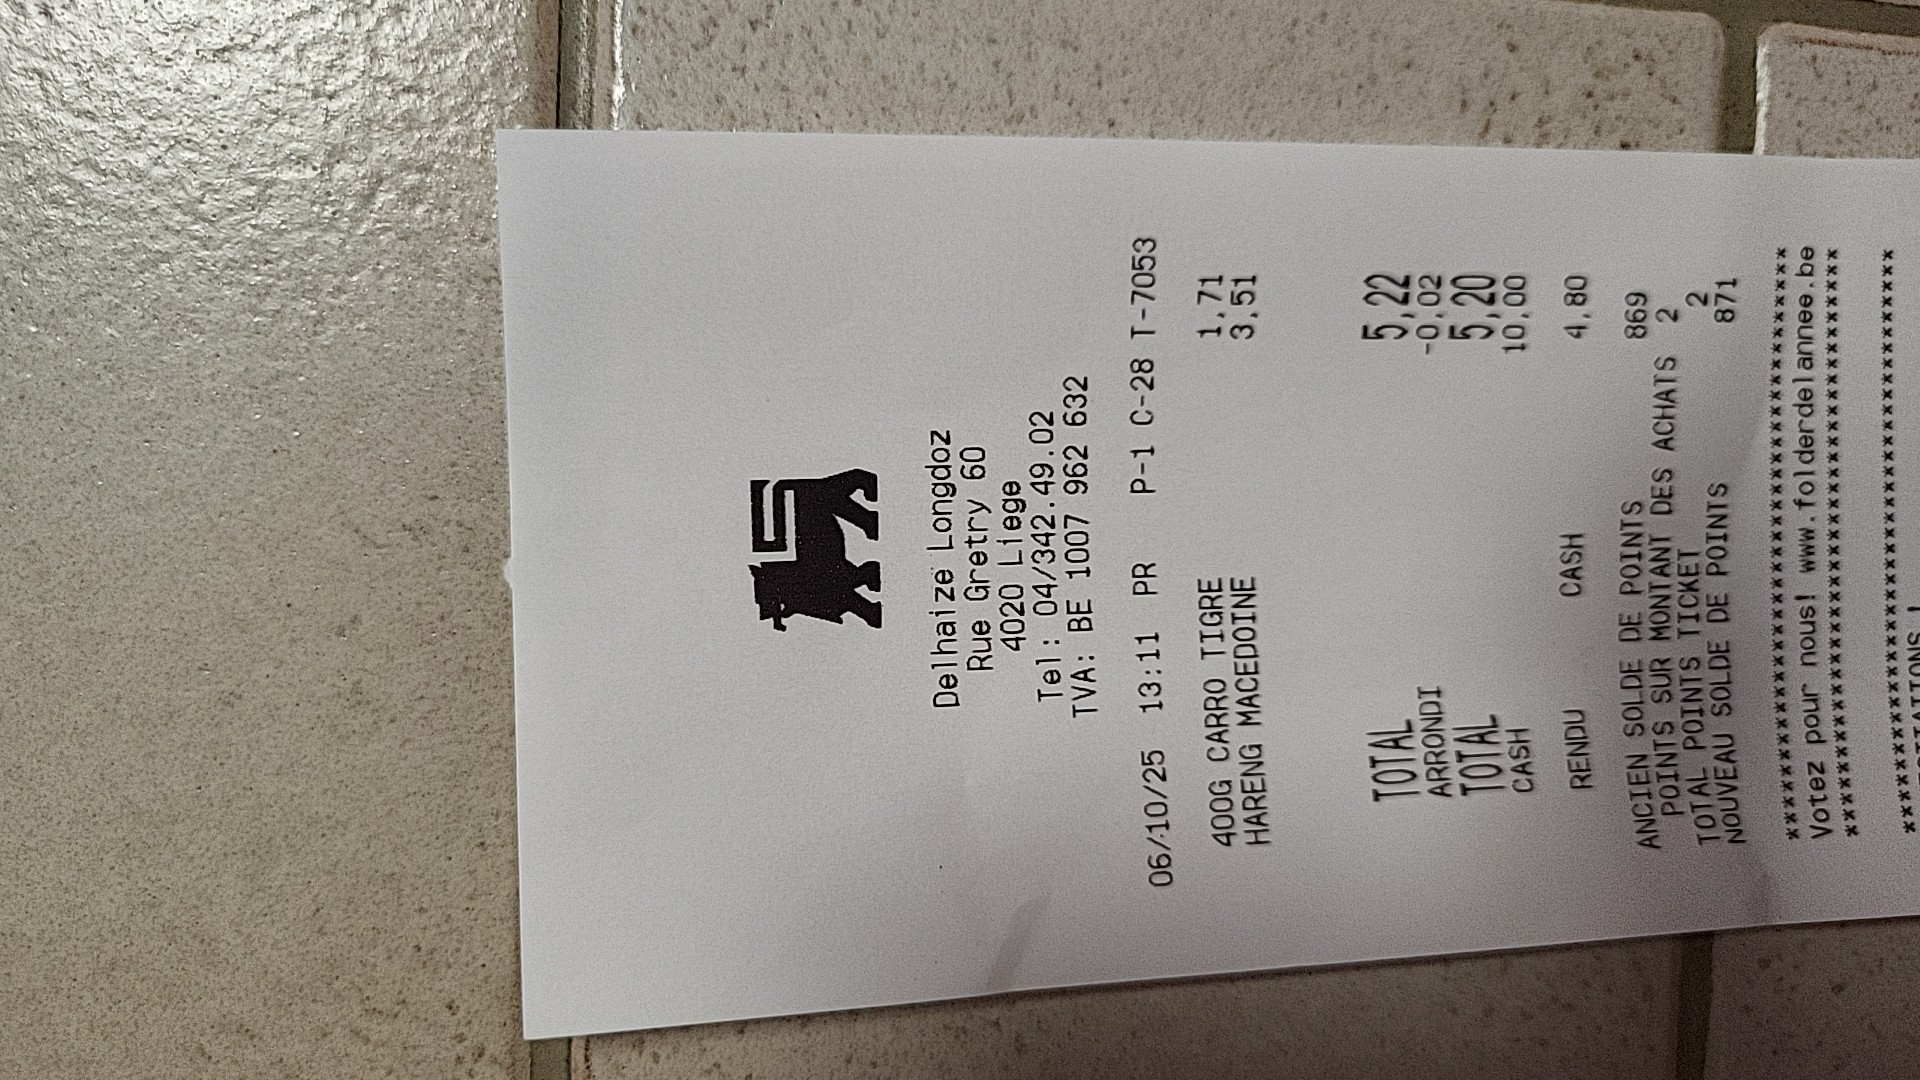 Delhaize Longdoz
Rue Gretry 60
4020 Liege
Tel: 04/342.49.02
TVA: BE 1007 962 632
06/10/25 13:11 PR P-1 C-28 T-7053
400G CARRO TIGRE 1,71
HARENG MACEDOINE 3,51
TOTAL 5,22
ARRONDI -0,02
TOTAL 5,20
CASH 10,00
RENDU CASH 4,80
ANCIEN SOLDE DE POINTS 869
POINTS SUR MONTANT DES ACHATS 2
TOTAL POINTS TICKET 2
NOUVEAU SOLDE DE POINTS 871
****************************************
Votez pour nous! www.folderdelannee.be
****************************************
****************************************